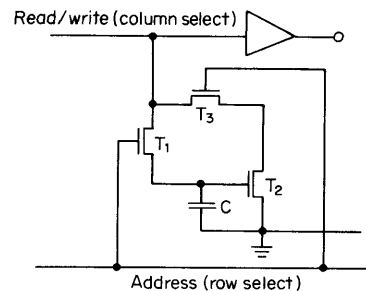 Read/write (column select)
T3
T1
T2
C
Address (row select)